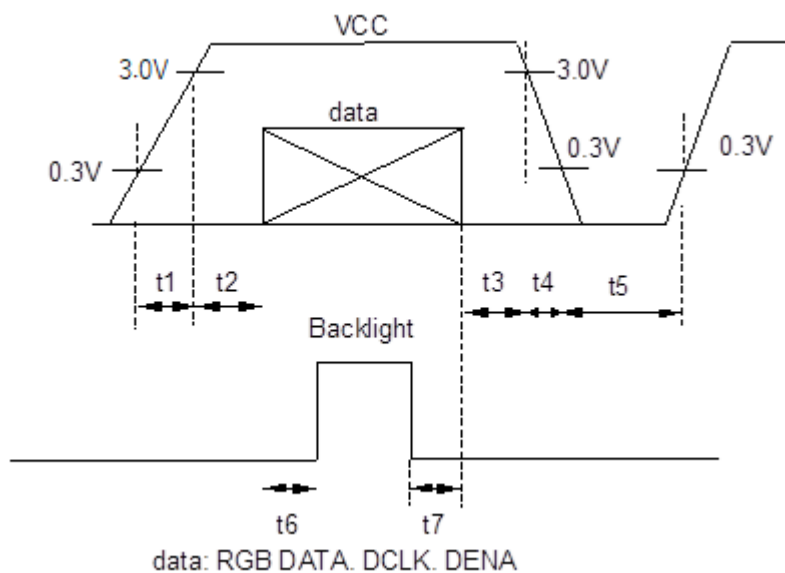 VCC
3.0V
3.0V
data
0.3V
0.3V
0.3V
t1
t2
t3
t4
t5
Backlight
t6
t7
data: RGB DATA. DCLK. DENA